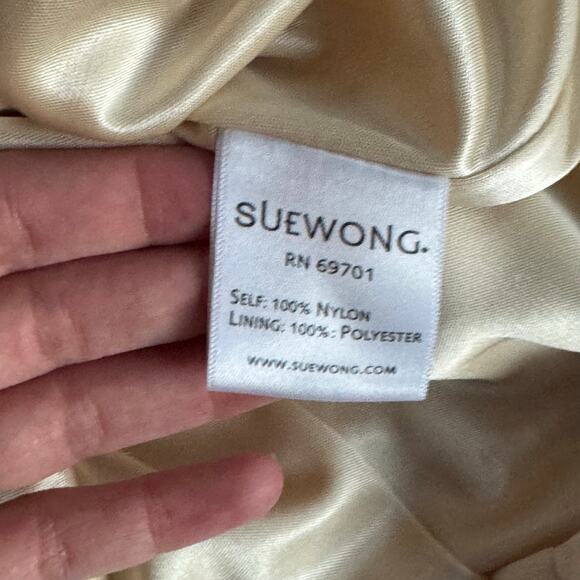 SUEWONG.
RN 69701
SELF: 100% NYLON
LINING: 100%: POLYESTER
WWW.SUEWONG.COM